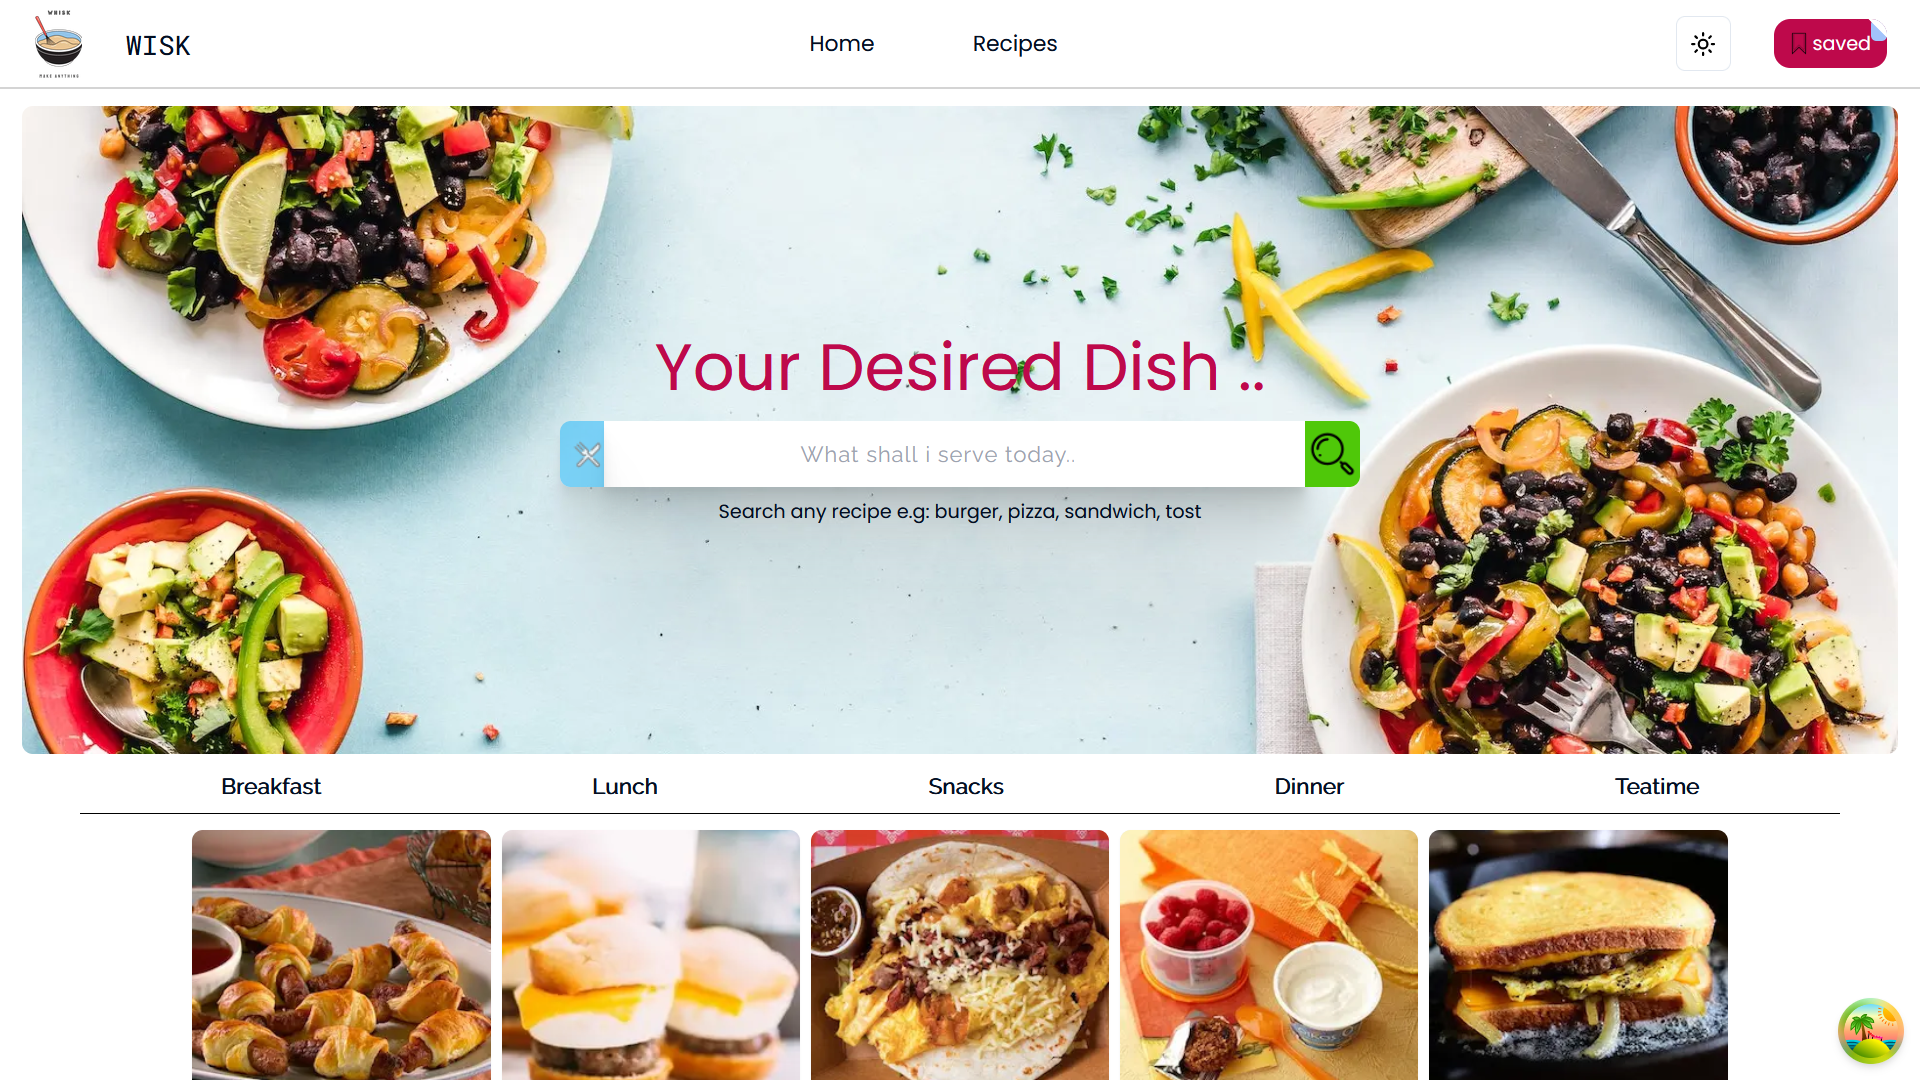 WHISK
MAKE ANYTHING
WISK
Home
Recipes
saved
Your Desired Dish ..
What shall i serve today..
Search any recipe e.g: burger, pizza, sandwich, tost
Breakfast
Lunch
Snacks
Dinner
Teatime